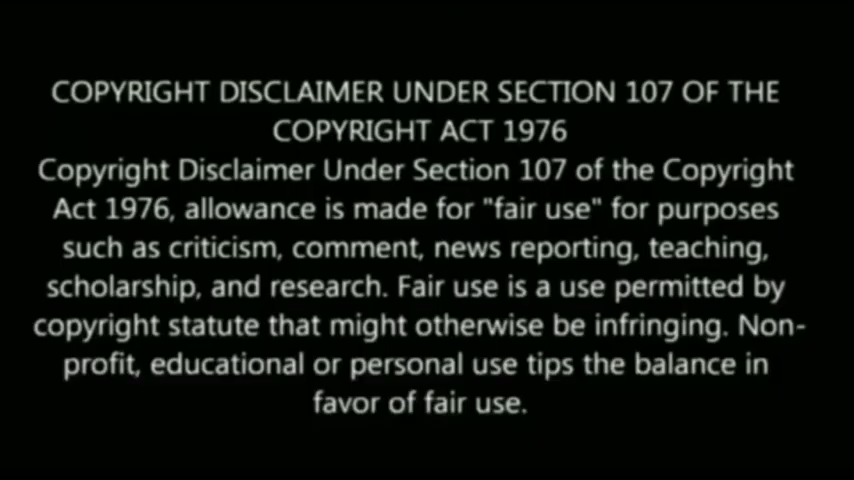 COPYRIGHT DISCLAIMER UNDER SECTION 107 OF THE
COPYRIGHT ACT 1976
Copyright Disclaimer Under Section 107 of the Copyright
Act 1976, allowance is made for "fair use" for purposes
such as criticism, comment, news reporting, teaching,
scholarship, and research. Fair use is a use permitted by
copyright statute that might otherwise be infringing. Non-
profit, educational or personal use tips the balance in
favor of fair use.